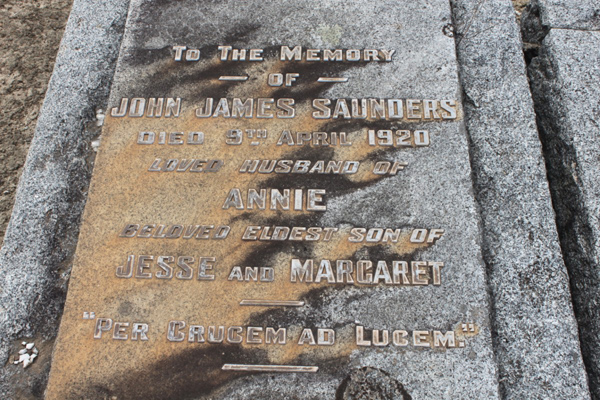 To The Memory
of
John James Saunders
Died 9th April 1920
Loved Husband of
Annie
Beloved Eldest Son of
Jesse and Margaret
"Per Crucem ad Lucem."